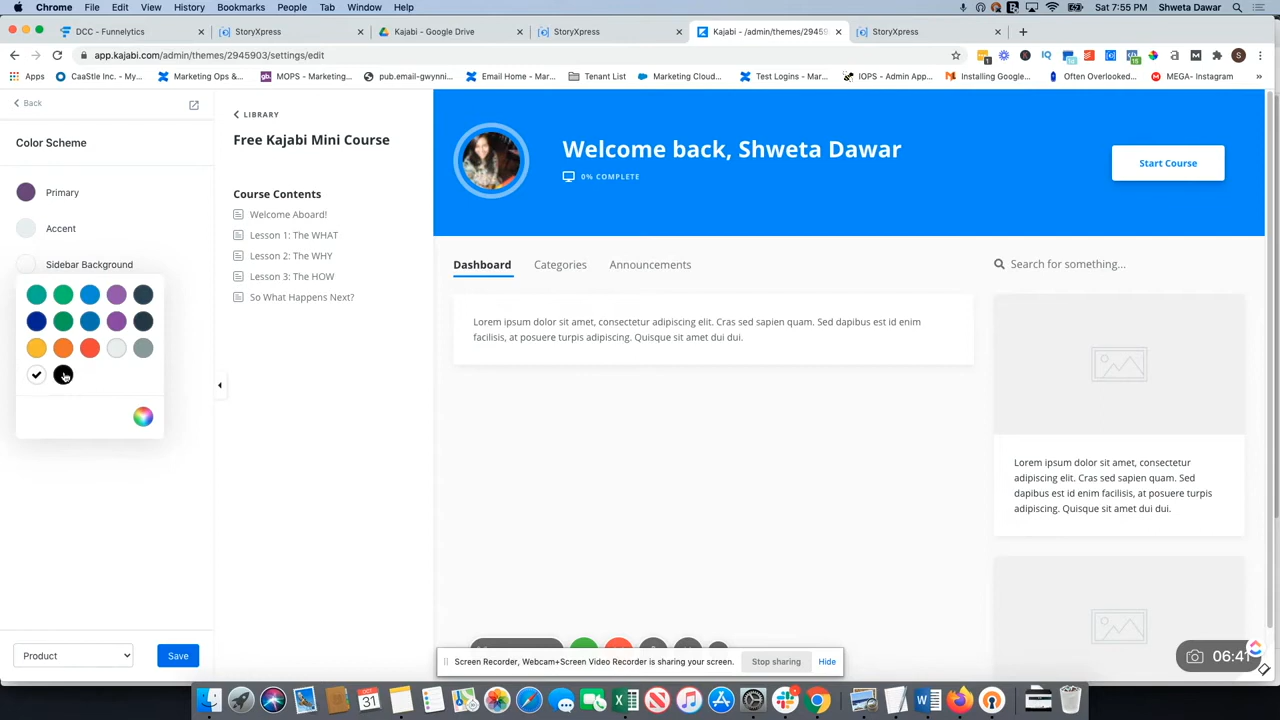 Chrome File Edit View History Bookmarks People Tab Window Help
Sat 7:55 PM Shweta Dawar
DCC - Funnelytics
StoryXpress
Kajabi - Google Drive
StoryXpress
Kajabi - /admin/themes/2945
StoryXpress
app.kajabi.com/admin/themes/2945903/settings/edit
Apps
CaaStle Inc. - My...
Marketing Ops &...
MOPS - Marketing...
pub.email-gwynni...
Email Home - Mar...
Tenant List
Marketing Cloud...
Test Logins - Mar...
IOPS - Admin App...
Installing Google...
Often Overlooked...
MEGA- Instagram
Back
Color Scheme
Primary
Accent
Sidebar Background
Product
Save
LIBRARY
Free Kajabi Mini Course
Course Contents
Welcome Aboard!
Lesson 1: The WHAT
Lesson 2: The WHY
Lesson 3: The HOW
So What Happens Next?
Welcome back, Shweta Dawar
0% COMPLETE
Start Course
Dashboard
Categories
Announcements
Search for something...
Lorem ipsum dolor sit amet, consectetur adipiscing elit. Cras sed sapien quam. Sed dapibus est id enim
facilisis, at posuere turpis adipiscing. Quisque sit amet dui dui.
Lorem ipsum dolor sit amet, consectetur
adipiscing elit. Cras sed sapien quam. Sed
dapibus est id enim facilisis, at posuere turpis
adipiscing. Quisque sit amet dui dui.
Screen Recorder, Webcam+Screen Video Recorder is sharing your screen.
Stop sharing
Hide
06:41